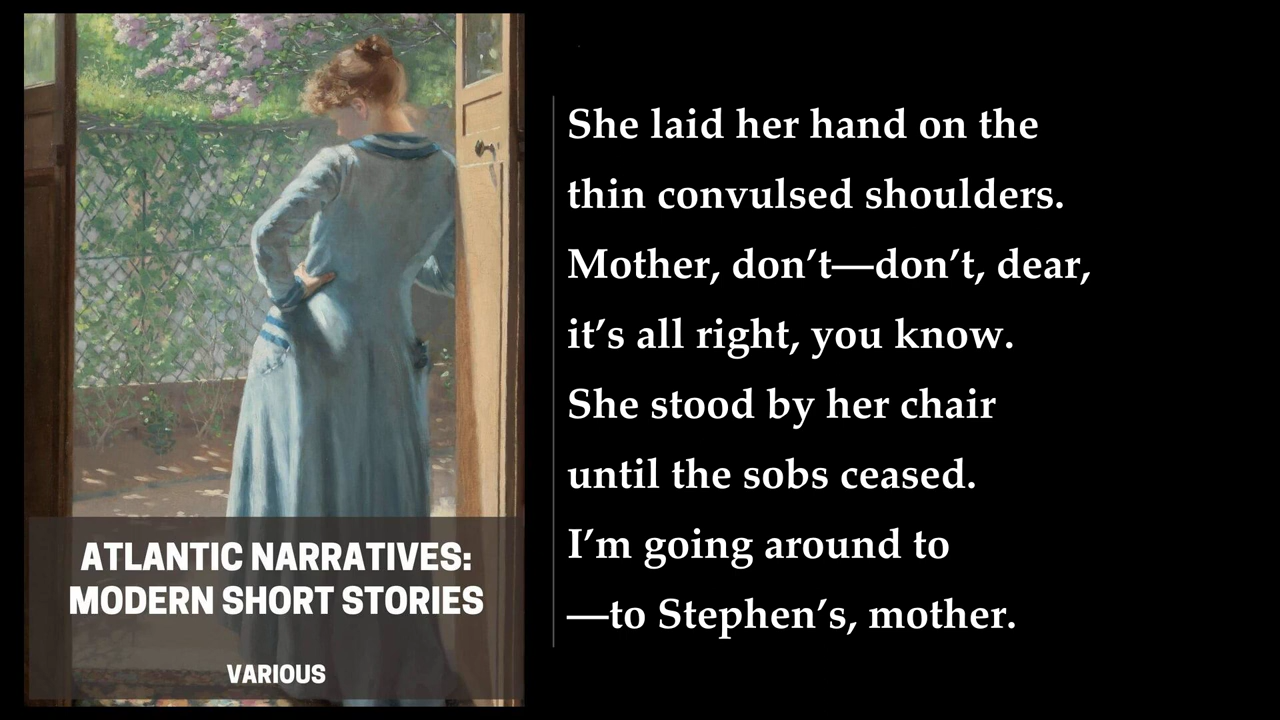 ATLANTIC NARRATIVES:
MODERN SHORT STORIES
VARIOUS
She laid her hand on the
thin convulsed shoulders.
Mother, don’t—don’t, dear,
it’s all right, you know.
She stood by her chair
until the sobs ceased.
I’m going around to
—to Stephen’s, mother.